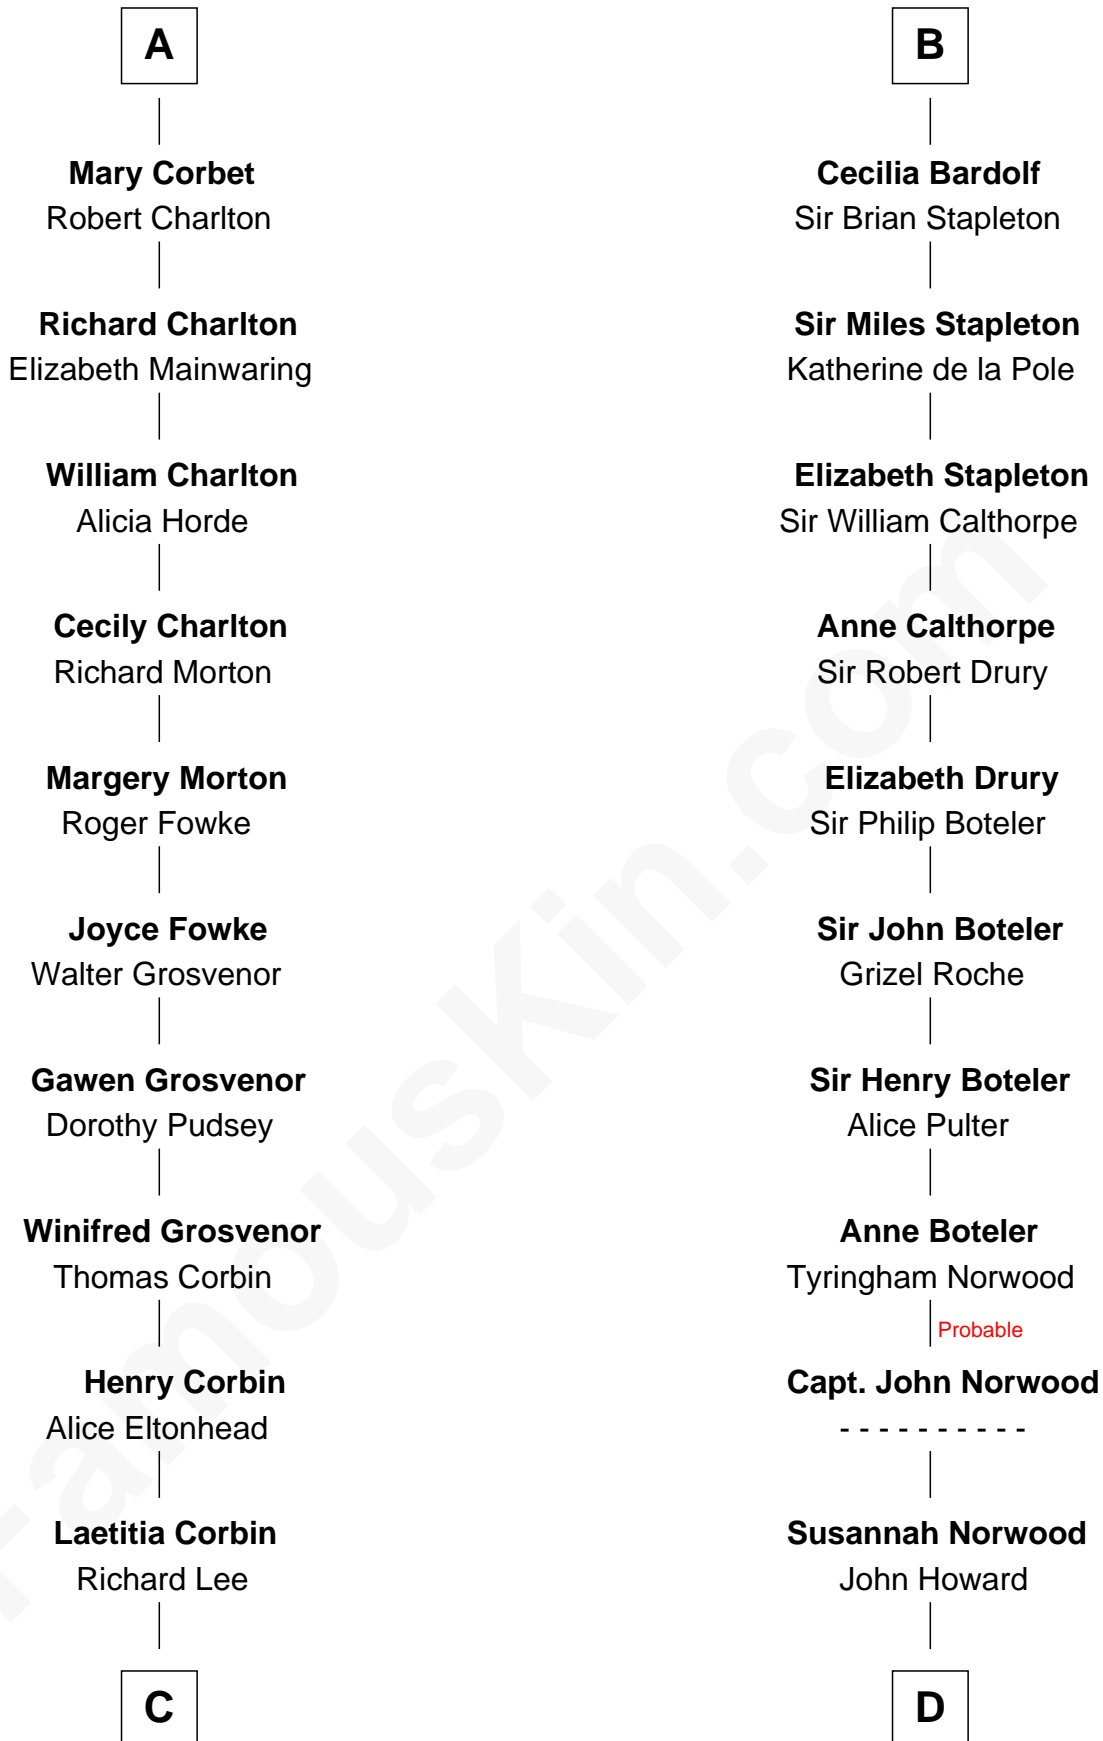 A
Mary Corbet
Robert Charlton
Richard Charlton
Elizabeth Mainwaring
William Charlton
Alicia Horde
Cecily Charlton
Richard Morton
Margery Morton
Roger Fowke
Joyce Fowke
Walter Grosvenor
Gawen Grosvenor
Dorothy Pudsey
Winifred Grosvenor
Thomas Corbin
Henry Corbin
Alice Eltonhead
Laetitia Corbin
Richard Lee
C
B
Cecilia Bardolf
Sir Brian Stapleton
Sir Miles Stapleton
Katherine de la Pole
Elizabeth Stapleton
Sir William Calthorpe
Anne Calthorpe
Sir Robert Drury
Elizabeth Drury
Sir Philip Boteler
Sir John Boteler
Grizel Roche
Sir Henry Boteler
Alice Pulter
Anne Boteler
Tyringham Norwood
Probable
Capt. John Norwood
- - - - - - - - - -
Susannah Norwood
John Howard
D
FamousKin.com